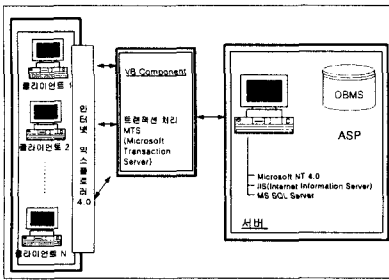 클라이언트 1
클라이언트 2
클라이언트 N
인터넷 익스플로러 4.0
VB Component
트랜잭션 처리
MTS
(Microsoft
Transaction
Server)
OBMS
ASP
Microsoft NT 4.0
IIS(Internet Information Server)
MS SQL Server
서버